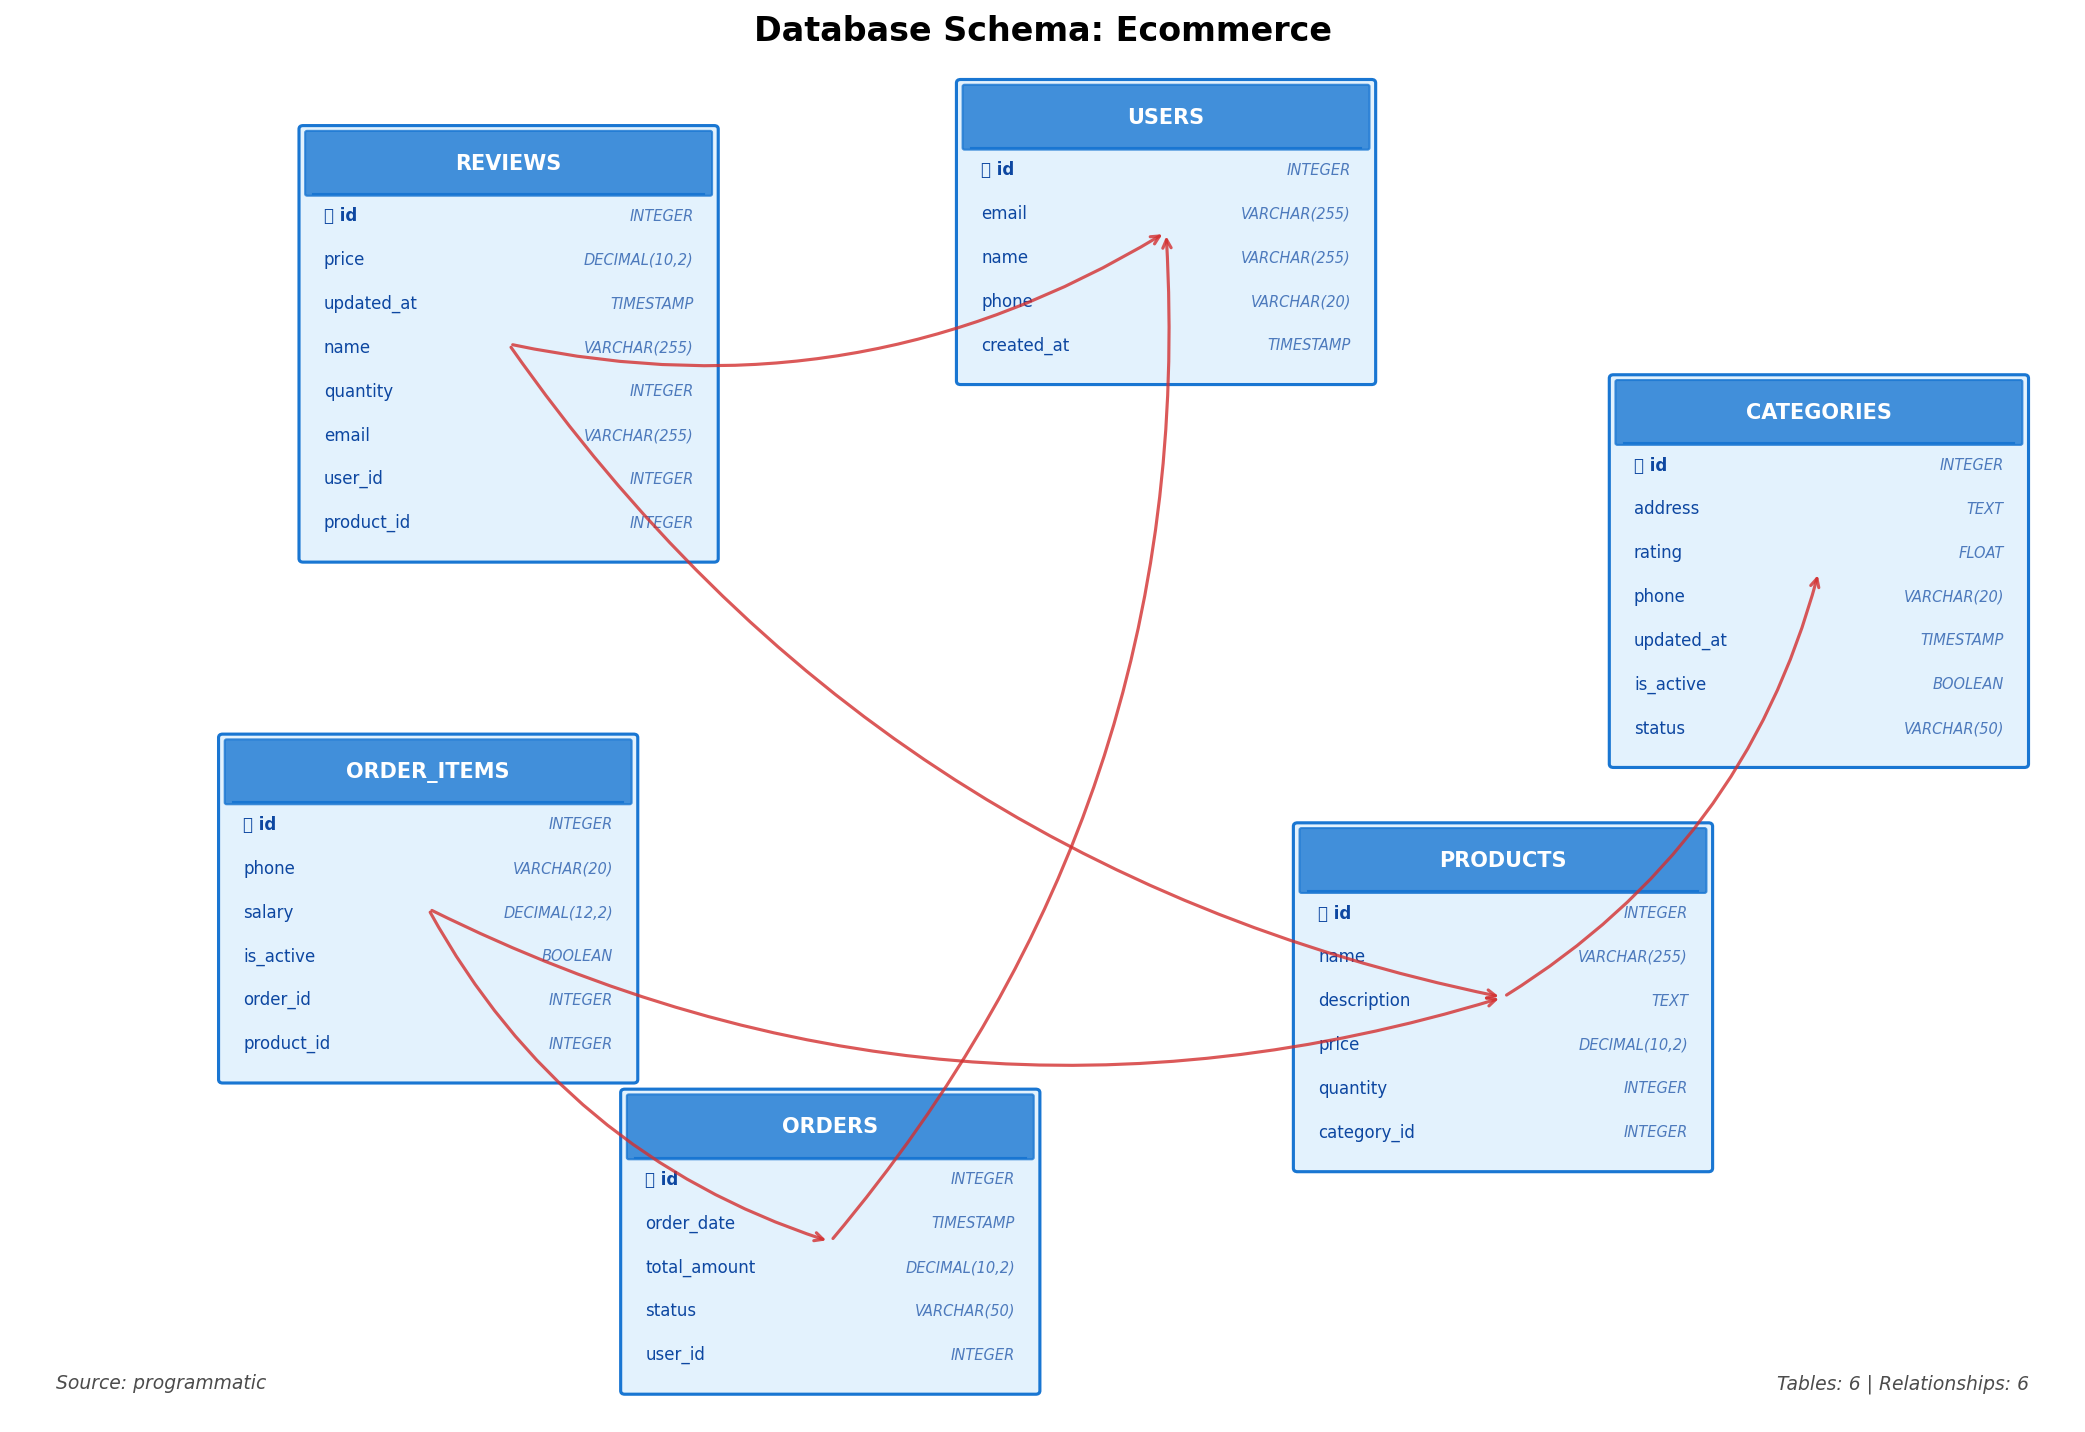 Database Schema: Ecommerce
USERS
id INTEGER
email VARCHAR(255)
name VARCHAR(255)
phone VARCHAR(20)
created_at TIMESTAMP
REVIEWS
id INTEGER
price DECIMAL(10,2)
updated_at TIMESTAMP
name VARCHAR(255)
quantity INTEGER
email VARCHAR(255)
user_id INTEGER
product_id INTEGER
CATEGORIES
id INTEGER
address TEXT
rating FLOAT
phone VARCHAR(20)
updated_at TIMESTAMP
is_active BOOLEAN
status VARCHAR(50)
ORDER_ITEMS
id INTEGER
phone VARCHAR(20)
salary DECIMAL(12,2)
is_active BOOLEAN
order_id INTEGER
product_id INTEGER
PRODUCTS
id INTEGER
name VARCHAR(255)
description TEXT
price DECIMAL(10,2)
quantity INTEGER
category_id INTEGER
ORDERS
id INTEGER
order_date TIMESTAMP
total_amount DECIMAL(10,2)
status VARCHAR(50)
user_id INTEGER
Source: programmatic
Tables: 6 | Relationships: 6